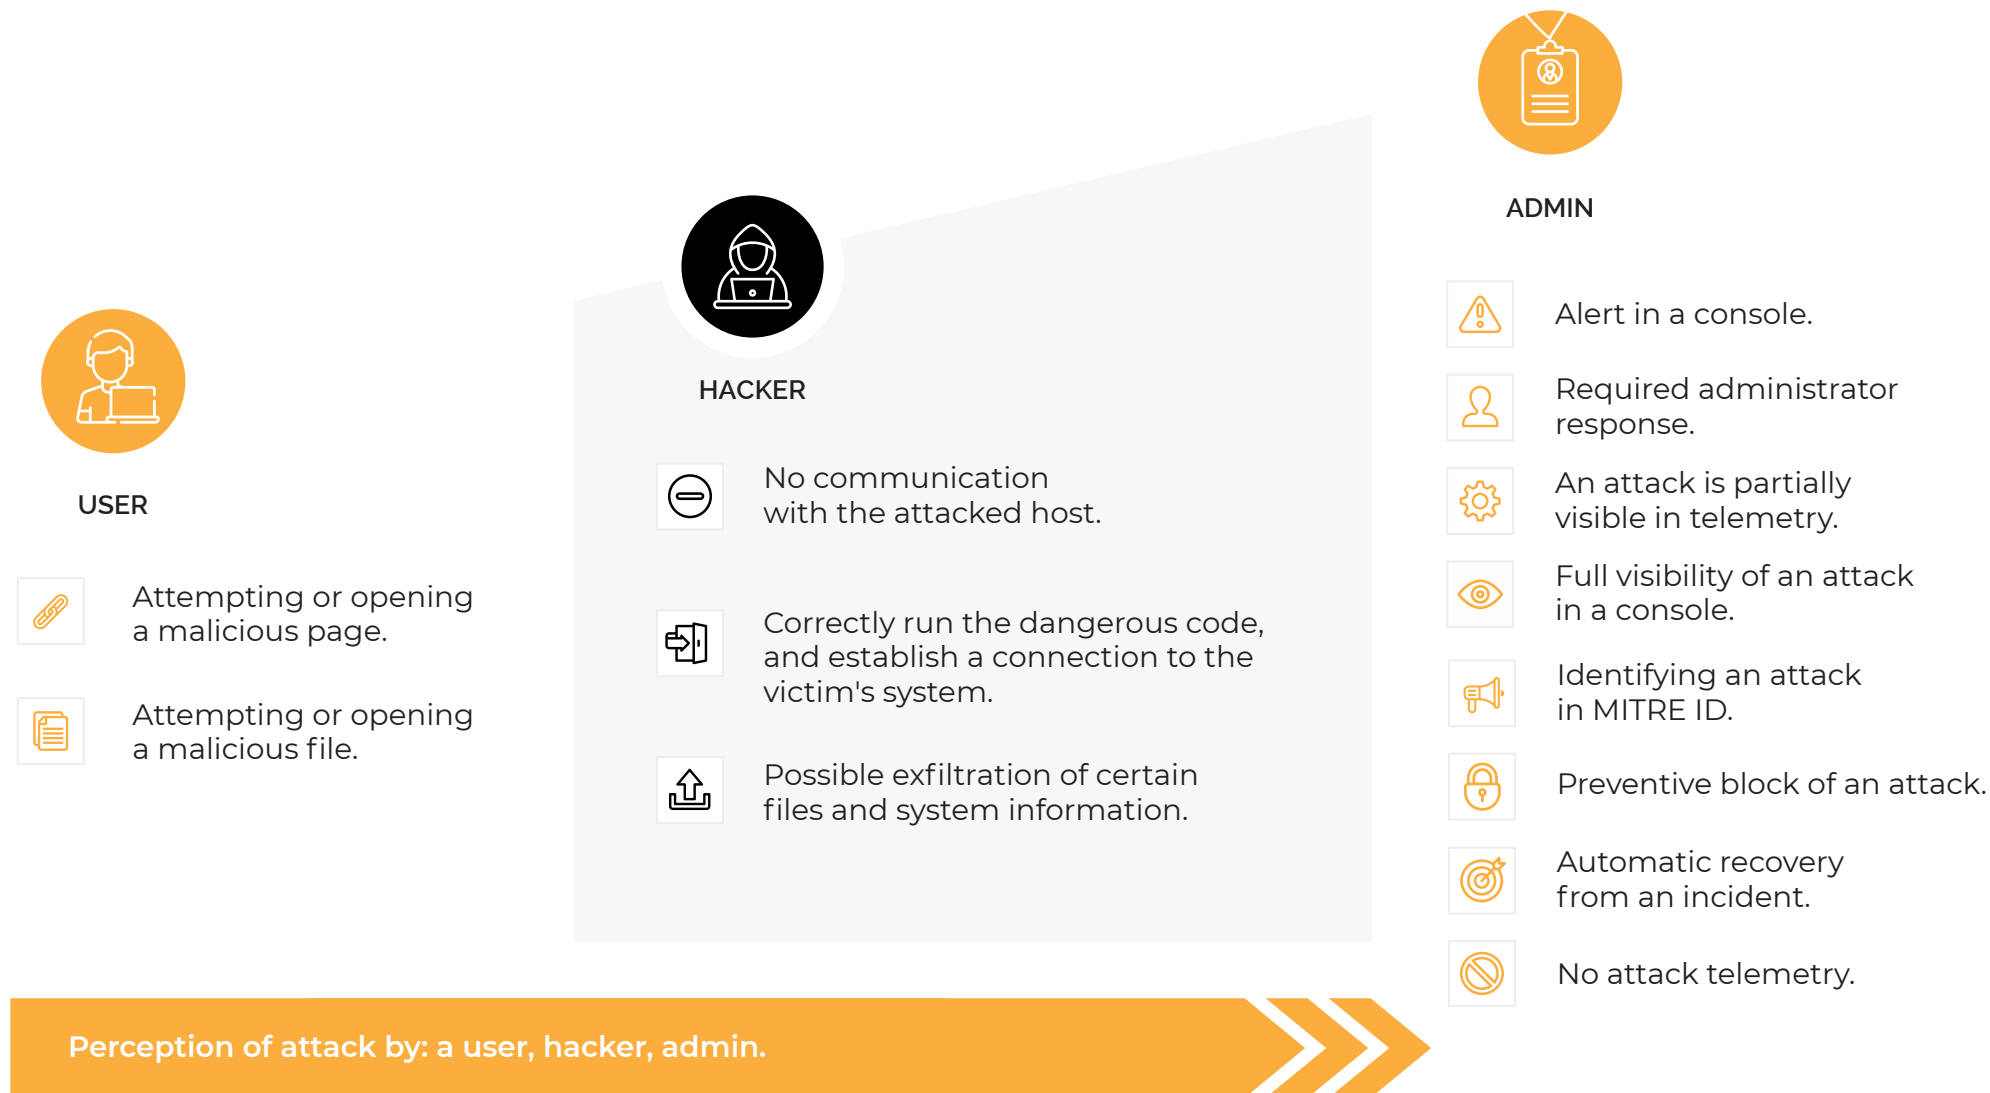 USER
Attempting or opening
a malicious page.
Attempting or opening
a malicious file.
HACKER
No communication
with the attacked host.
Correctly run the dangerous code,
and establish a connection to the
victim's system.
Possible exfiltration of certain
files and system information.
ADMIN
Alert in a console.
Required administrator
response.
An attack is partially
visible in telemetry.
Full visibility of an attack
in a console.
Identifying an attack
in MITRE ID.
Preventive block of an attack.
Automatic recovery
from an incident.
No attack telemetry.
Perception of attack by: a user, hacker, admin.